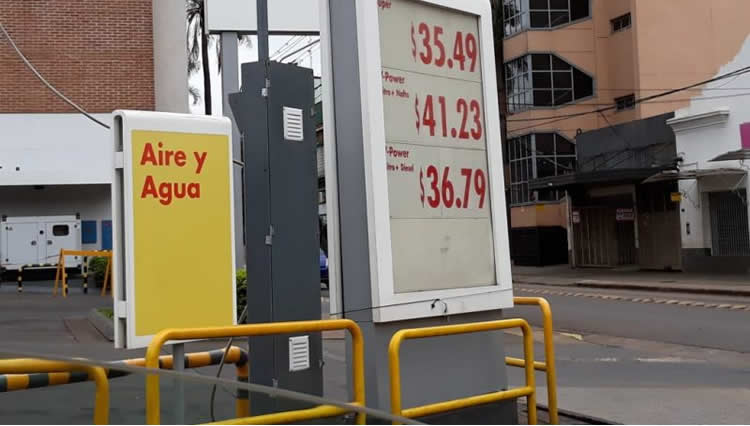 Aire y
Agua
$35.49
-Power
$41.23
-Power
$36.79